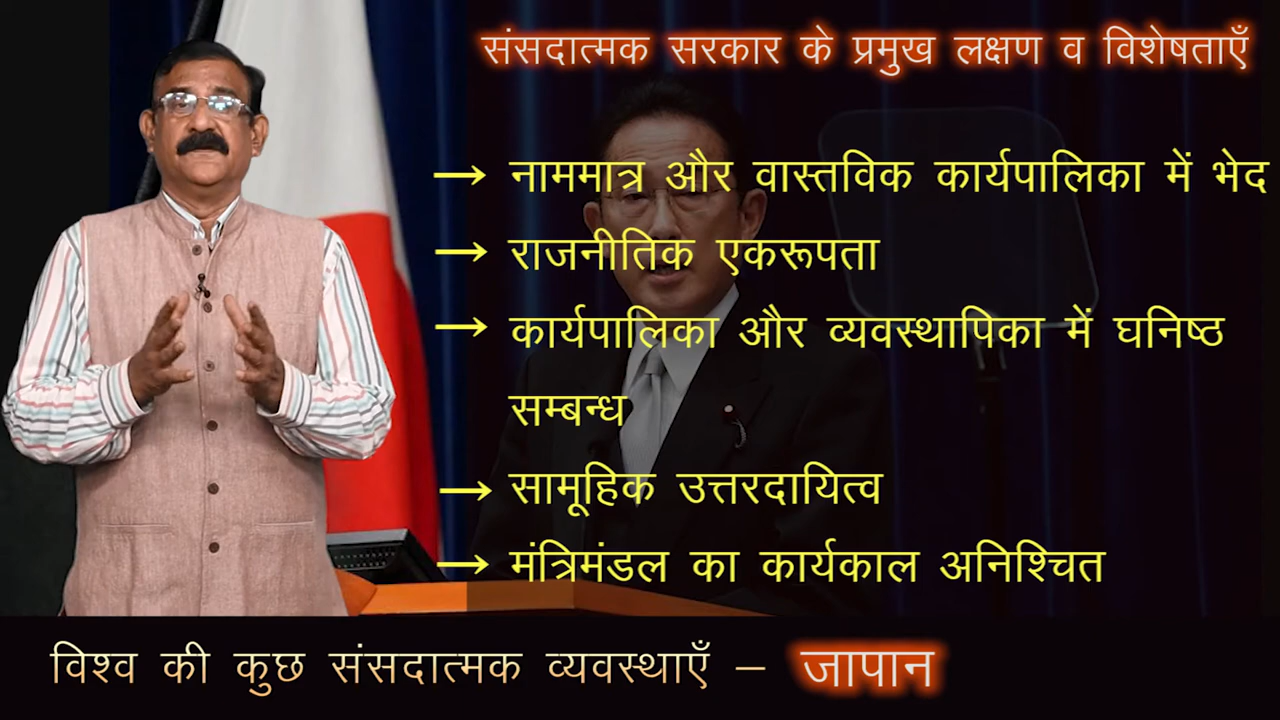 संसदात्मक सरकार के प्रमुख लक्षण व विशेषताएँ
→ नाममात्र और वास्तविक कार्यपालिका में भेद
→ राजनीतिक एकरूपता
→ कार्यपालिका और व्यवस्थापिका में घनिष्ठ
सम्बन्ध
→ सामूहिक उत्तरदायित्व
→ मंत्रिमंडल का कार्यकाल अनिश्चित
विश्व की कुछ संसदात्मक व्यवस्थाएँ – जापान